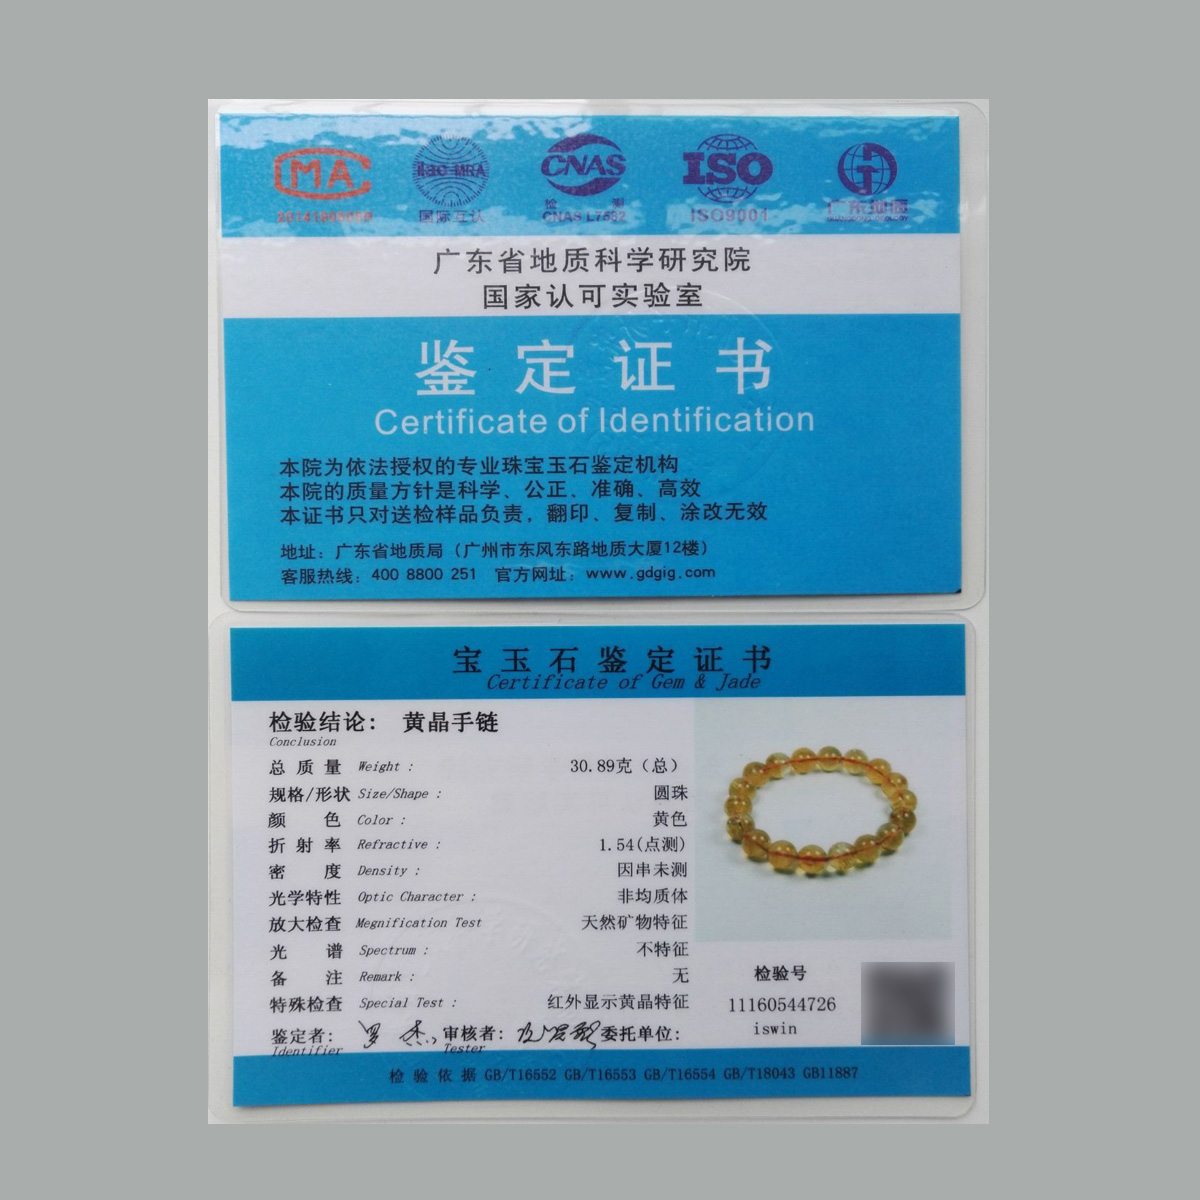 CMA
ilac-MRA
国际互认
CNAS
检 测
CNAS L7582
ISO
ISO9001
广东省地质科学研究院
国家认可实验室
鉴定证书
Certificate of Identification
本院为依法授权的专业珠宝玉石鉴定机构
本院的质量方针是科学、公正、准确、高效
本证书只对送检样品负责，翻印、复制、涂改无效
地址：广东省地质局（广州市东风东路地质大厦12楼）
客服热线：400 8800 251 官方网址：www.gdgig.com
宝玉石鉴定证书
Certificate of Gem & Jade
检验结论: 黄晶手链
Conclusion
总质量 Weight : 30.89克（总）
规格/形状 Size/Shape : 圆珠
颜色 Color : 黄色
折射率 Refractive : 1.54(点测)
密度 Density : 因串未测
光学特性 Optic Character : 非均质体
放大检查 Megnification Test 天然矿物特征
光谱 Spectrum : 不特征
备注 Remark : 无
特殊检查 Special Test : 红外显示黄晶特征
鉴定者: 审核者: 委托单位:
Identifier Tester
检验号
11160544726
iswin
检验依据 GB/T16552 GB/T16553 GB/T16554 GB/T18043 GB11887